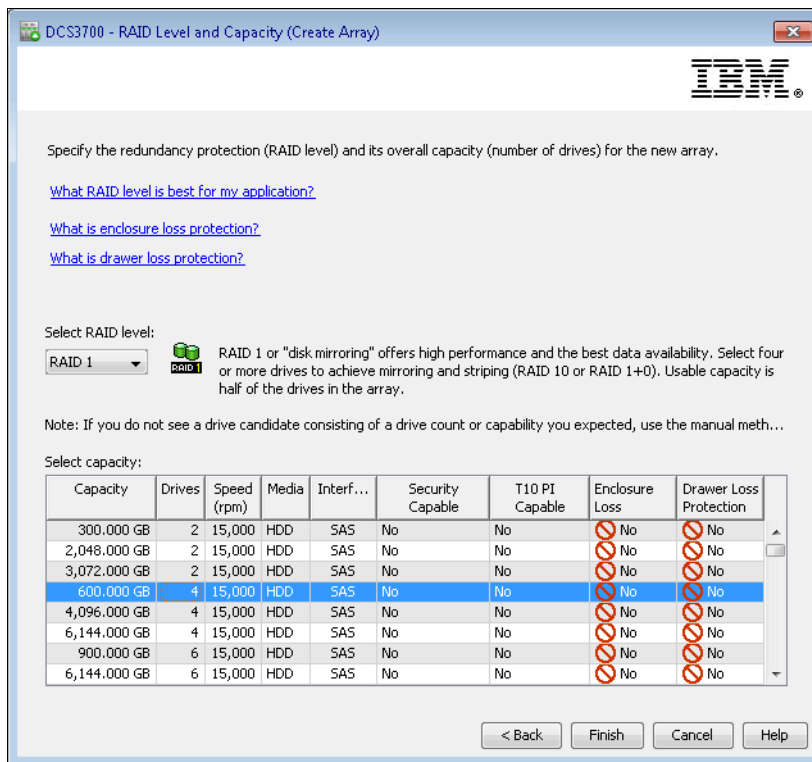 DCS3700 - RAID Level and Capacity (Create Array)
IBM®
Specify the redundancy protection (RAID level) and its overall capacity (number of drives) for the new array.
What RAID level is best for my application?
What is enclosure loss protection?
What is drawer loss protection?
Select RAID level:
RAID 1
RAID 1
RAID 1 or "disk mirroring" offers high performance and the best data availability. Select four
or more drives to achieve mirroring and striping (RAID 10 or RAID 1+0). Usable capacity is
half of the drives in the array.
Note: If you do not see a drive candidate consisting of a drive count or capability you expected, use the manual meth...
Select capacity:
Capacity Drives Speed (rpm) Media Interf... Security Capable T10 PI Capable Enclosure Loss Drawer Loss Protection
300.000 GB 2 15,000 HDD SAS No No No No
2,048.000 GB 2 15,000 HDD SAS No No No No
3,072.000 GB 2 15,000 HDD SAS No No No No
600.000 GB 4 15,000 HDD SAS No No No No
4,096.000 GB 4 15,000 HDD SAS No No No No
6,144.000 GB 4 15,000 HDD SAS No No No No
900.000 GB 6 15,000 HDD SAS No No No No
6,144.000 GB 6 15,000 HDD SAS No No No No
< Back Finish Cancel Help